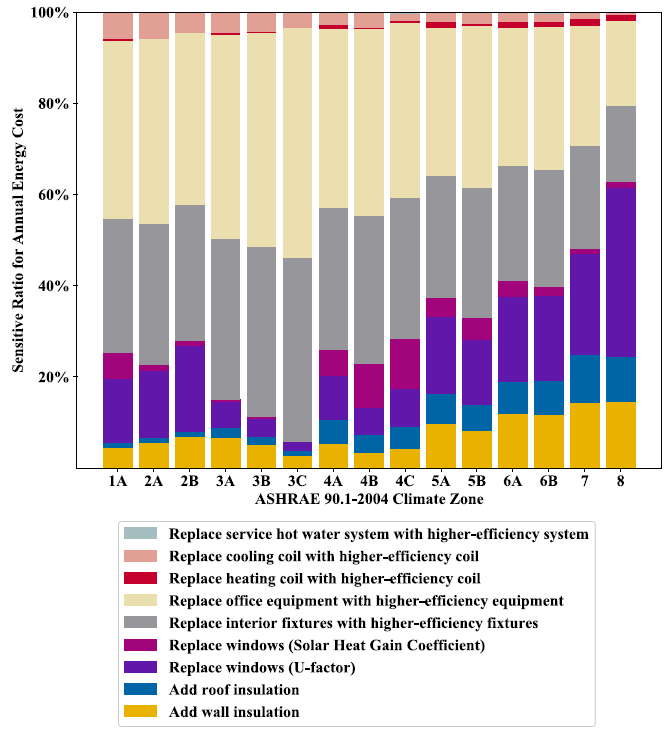 100%
80%
60%
40%
20%
Sensitive Ratio for Annual Energy Cost
1A 2A 2B 3A 3B 3C 4A 4B 4C 5A 5B 6A 6B 7 8
ASHRAE 90.1-2004 Climate Zone
Replace service hot water system with higher-efficiency system
Replace cooling coil with higher-efficiency coil
Replace heating coil with higher-efficiency coil
Replace office equipment with higher-efficiency equipment
Replace interior fixtures with higher-efficiency fixtures
Replace windows (Solar Heat Gain Coefficient)
Replace windows (U-factor)
Add roof insulation
Add wall insulation